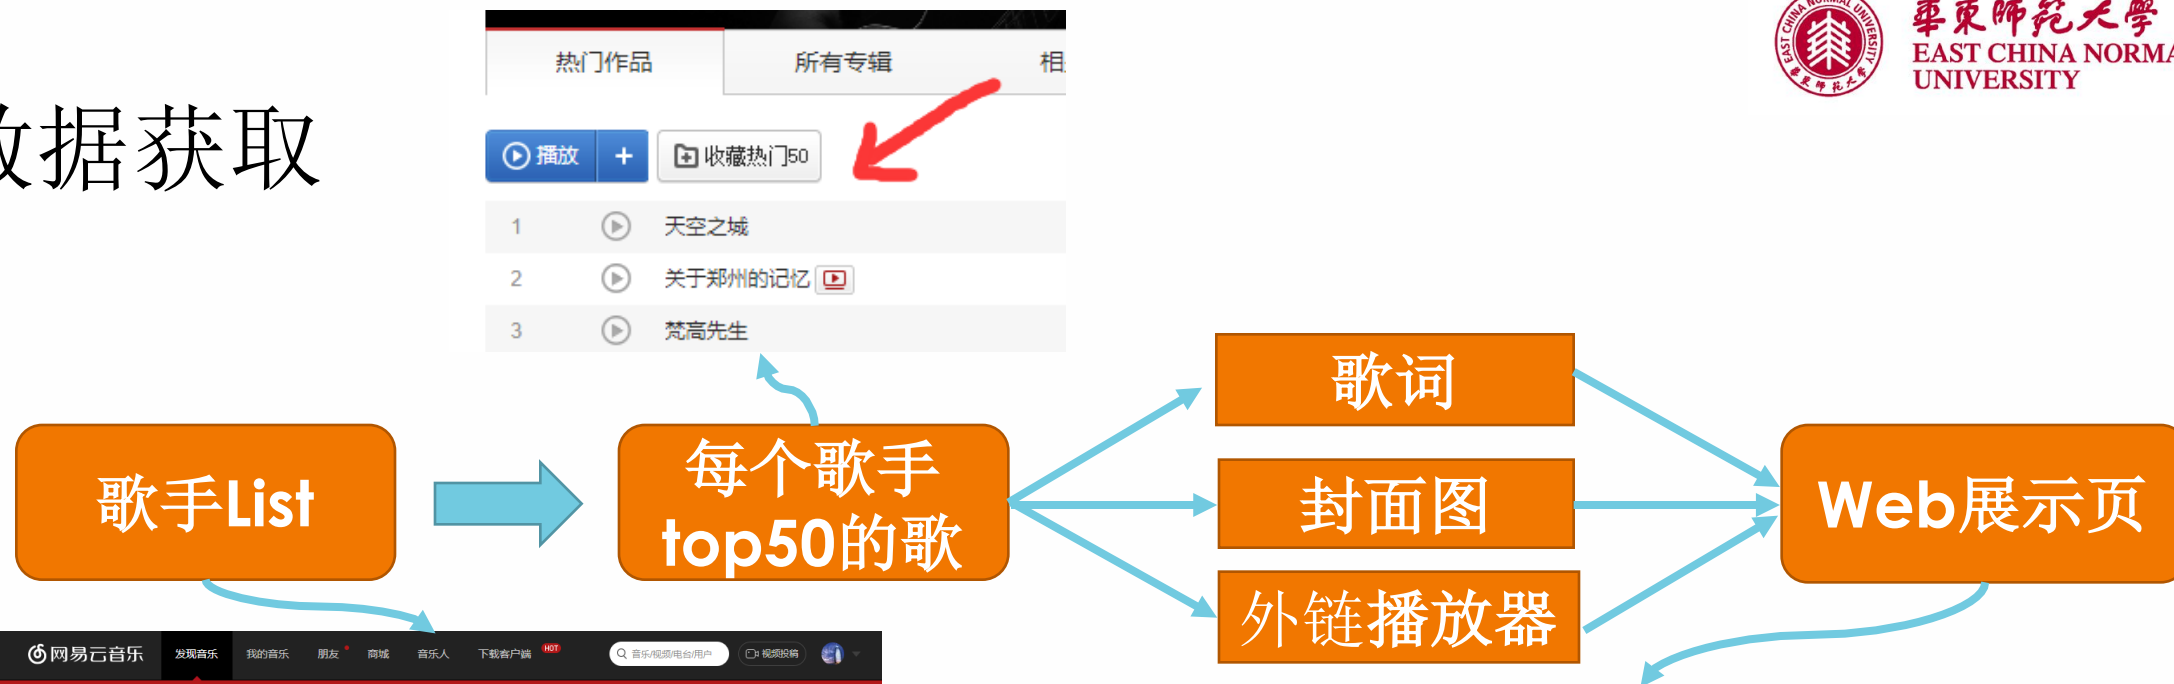 热门作品 所有专辑 相
華東師範大學
EAST CHINA NORMA
UNIVERSITY
EAST CHINA NORMAL UNIVERSITY
数据获取
播放 + 收藏热门50
1 天空之城
2 关于郑州的记忆
3 梵高先生
歌手List
每个歌手
top50的歌
歌词
封面图
外链播放器
Web展示页
网易云音乐 发现音乐 我的音乐 朋友 商城 音乐人 下载客户端 HOT 音乐/视频/电台/用户 视频投稿